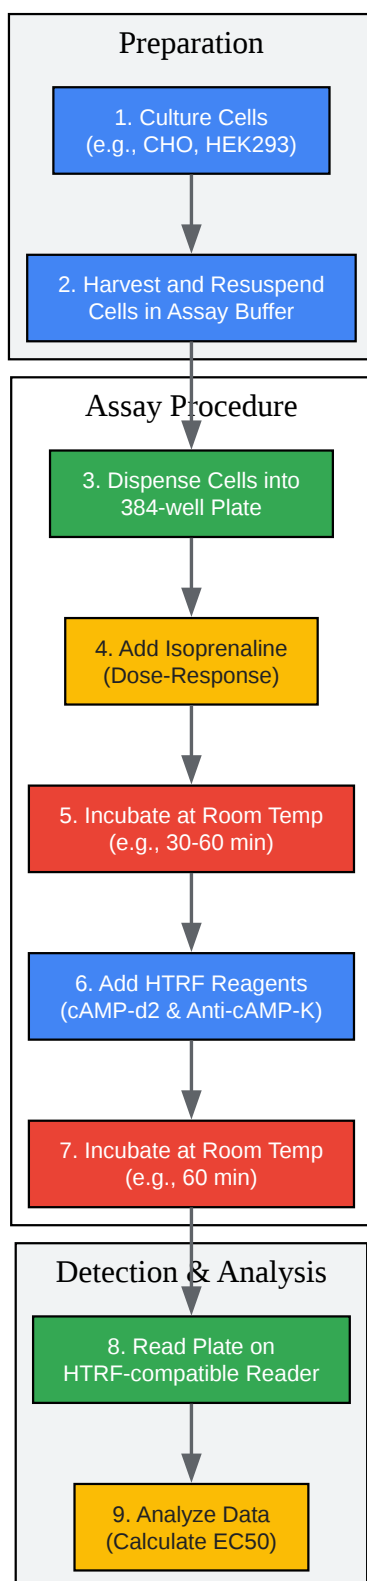 Preparation
1. Culture Cells
(e.g., CHO, HEK293)
2. Harvest and Resuspend
Cells in Assay Buffer
Assay Procedure
3. Dispense Cells into
384-well Plate
4. Add Isoprenaline
(Dose-Response)
5. Incubate at Room Temp
(e.g., 30-60 min)
6. Add HTRF Reagents
(cAMP-d2 & Anti-cAMP-K)
7. Incubate at Room Temp
(e.g., 60 min)
Detection & Analysis
8. Read Plate on
HTRF-compatible Reader
9. Analyze Data
(Calculate EC50)